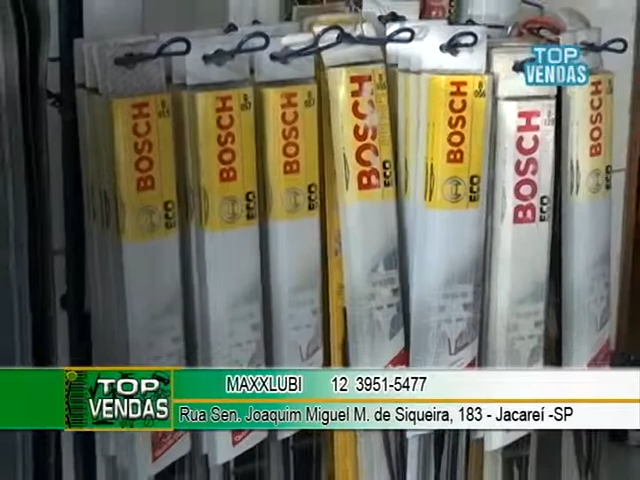 TOP
VENDAS
BOSCH
ECO
BOSCH
ECO
BOSCH
ECO
BOSCH
ECO
BOSCH
ECO
BOSCH
ECO
BOSCH
TOP
VENDAS
MAXXLUBI 12 3951-5477
Rua Sen. Joaquim Miguel M. de Siqueira, 183 - Jacareí -SP